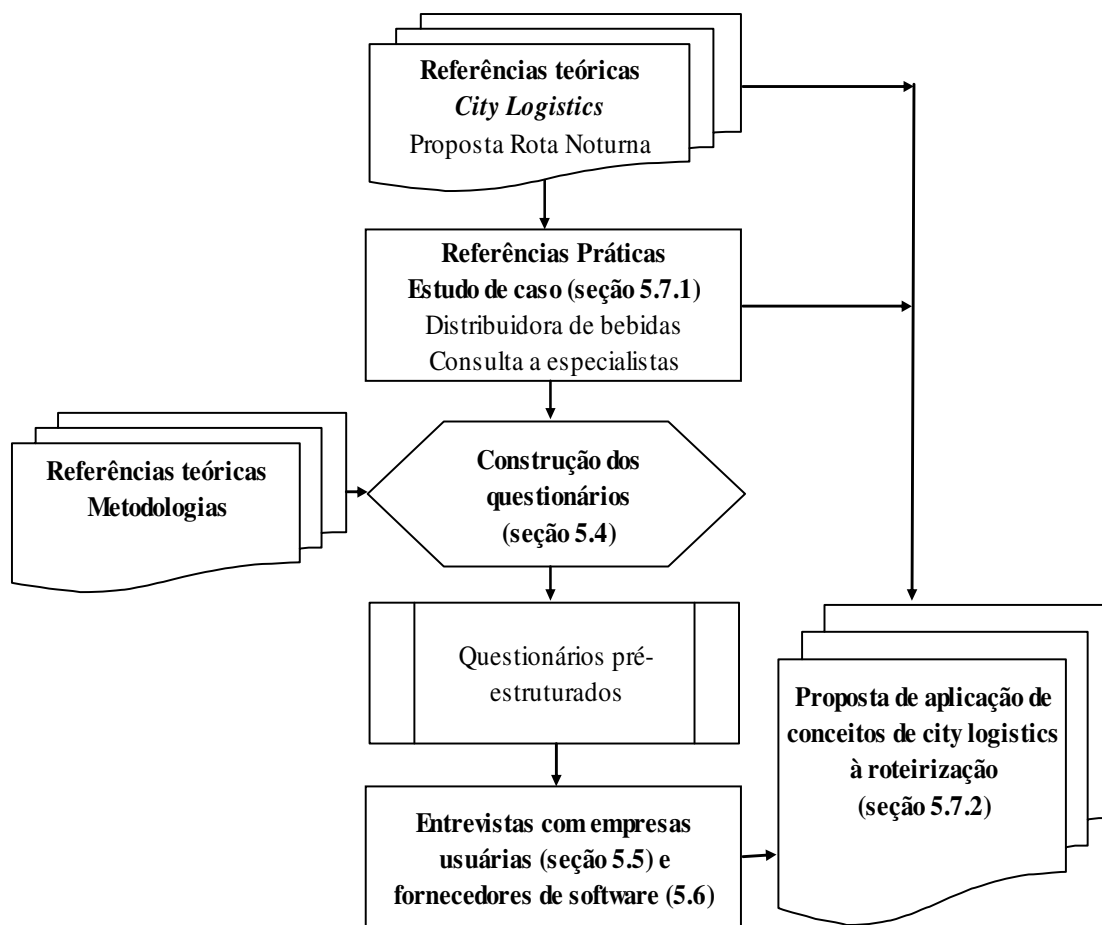 Referências teóricas
City Logistics
Proposta Rota Noturna
Referências Práticas
Estudo de caso (seção 5.7.1)
Distribuidora de bebidas
Consulta a especialistas
Referências teóricas
Metodologias
Construção dos
questionários
(seção 5.4)
Questionários pré-
estruturados
Proposta de aplicação de
conceitos de city logistics
à roteirização
(seção 5.7.2)
Entrevistas com empresas
usuárias (seção 5.5) e
fornecedores de software (5.6)